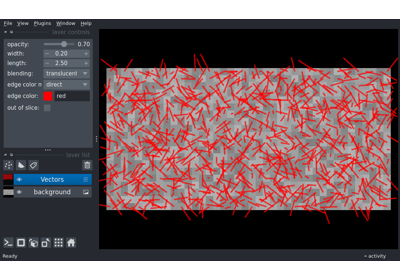 File View Plugins Window Help
layer controls
opacity: 0.70
width: 0.20
length: 2.50
blending: translucent
edge color m direct
edge color: red
out of slice:
layer list
Vectors
background
Ready
activity